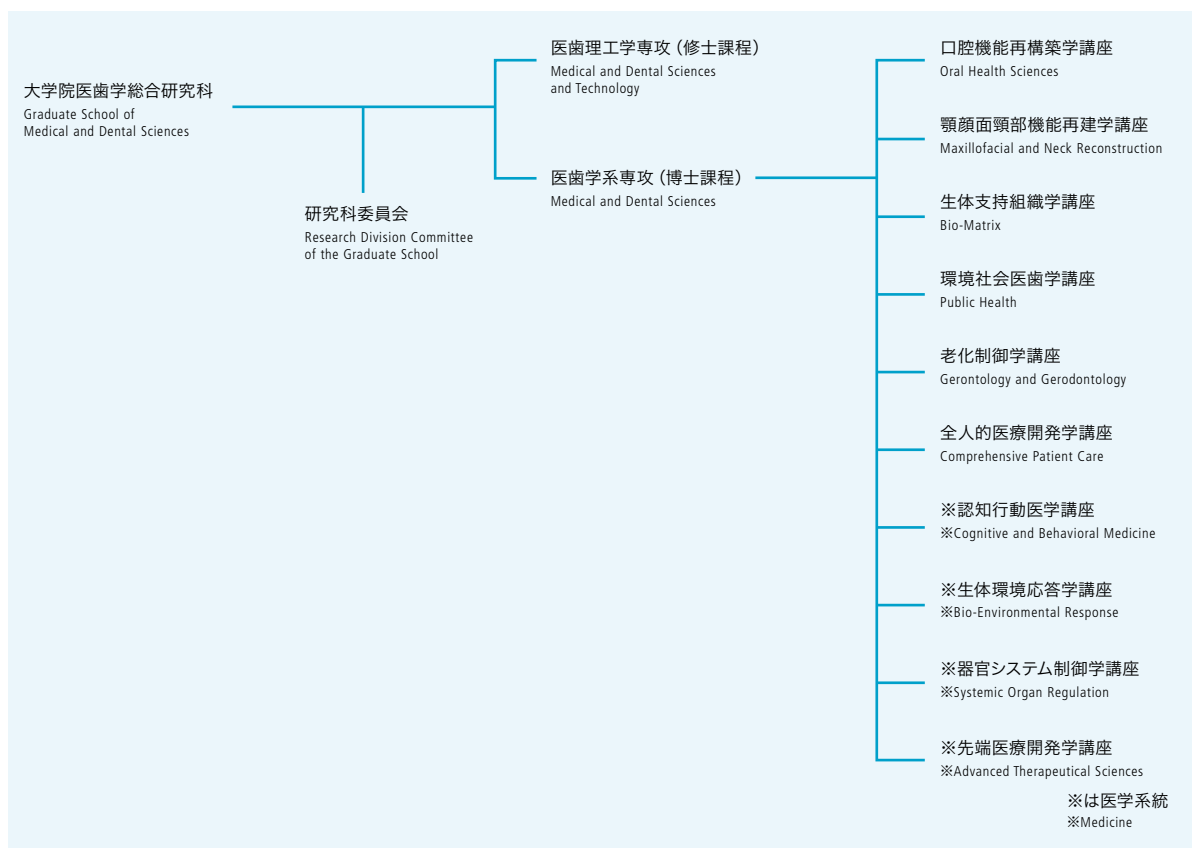 大学院医歯学総合研究科
Graduate School of
Medical and Dental Sciences
研究科委員会
Research Division Committee
of the Graduate School
医歯理工学専攻（修士課程）
Medical and Dental Sciences
and Technology
医歯学系専攻（博士課程）
Medical and Dental Sciences
口腔機能再構築学講座
Oral Health Sciences
顎顔面頸部機能再建学講座
Maxillofacial and Neck Reconstruction
生体支持組織学講座
Bio-Matrix
環境社会医歯学講座
Public Health
老化制御学講座
Gerontology and Gerodontology
全人的医療開発学講座
Comprehensive Patient Care
※認知行動医学講座
※Cognitive and Behavioral Medicine
※生体環境応答学講座
※Bio-Environmental Response
※器官システム制御学講座
※Systemic Organ Regulation
※先端医療開発学講座
※Advanced Therapeutical Sciences
※は医学系統
※Medicine